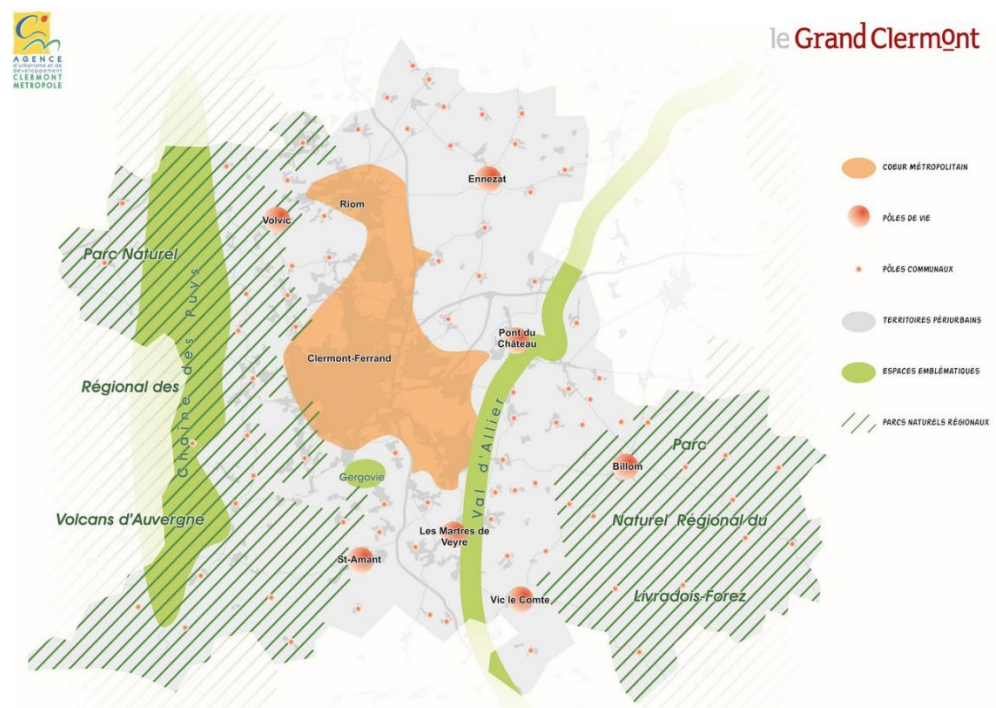 AGENCE
d'urbanisme et de
développement
CLERMONT
METROPOLE
le Grand Clermont
COEUR MÉTROPOLITAIN
PÔLES DE VIE
PÔLES COMMUNAUX
TERRITOIRES PÉRIURBAINS
ESPACES EMBLÉMATIQUES
PARCS NATURELS RÉGIONAUX
Ennezat
Riom
Volvic
Parc Naturel
Régional des
Volcans d'Auvergne
Chaîne des Puys
Pont du
Château
Clermont-Ferrand
Val d'Allier
Gergovie
Billom
Parc
Naturel Régional du
Livradois-Forez
Les Martres de
Veyre
St-Amant
Vic le Comte